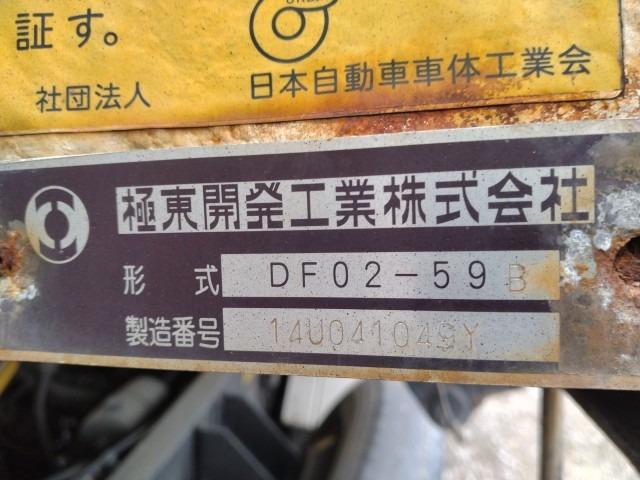 証す。
社団法人 日本自動車車体工業会
極東開発工業株式会社
形式 DF02-59B
製造番号 14U041049Y